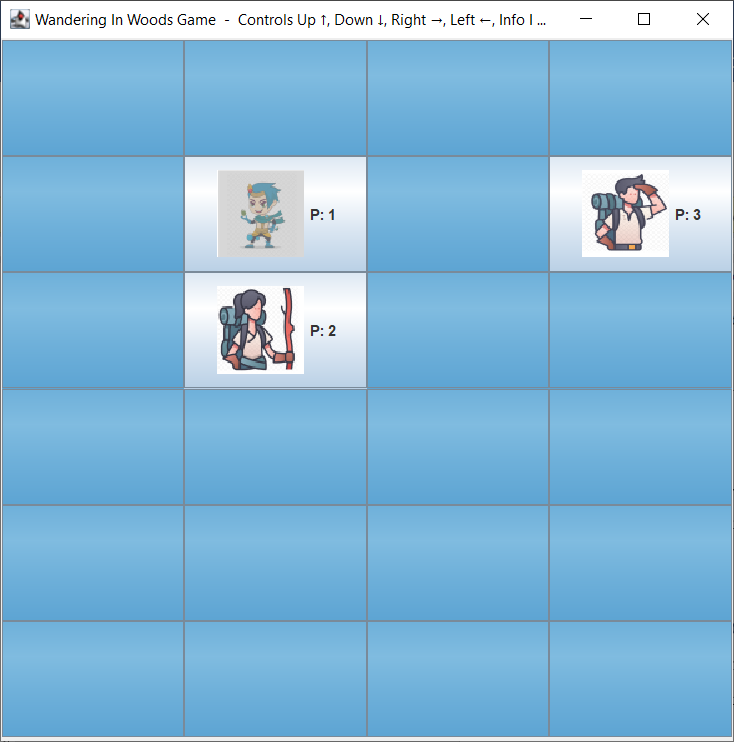 Wandering In Woods Game  -  Controls Up ↑, Down ↓, Right →, Left ←, Info I ...
P: 1
P: 3
P: 2